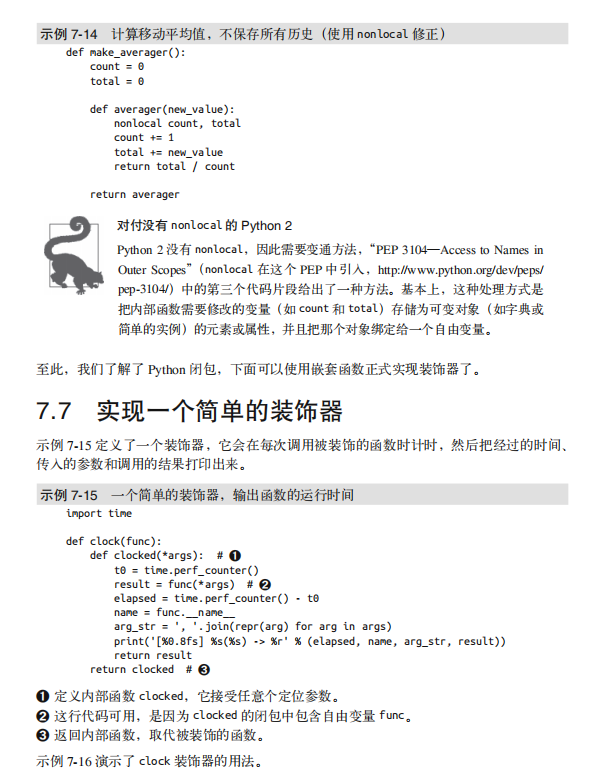 示例 7-14 计算移动平均值，不保存所有历史（使用 nonlocal 修正）
def make_averager():
    count = 0
    total = 0
    def averager(new_value):
        nonlocal count, total
        count += 1
        total += new_value
        return total / count
    return averager
对付没有 nonlocal 的 Python 2
Python 2 没有 nonlocal，因此需要变通方法，“PEP 3104—Access to Names in
Outer Scopes”（nonlocal 在这个 PEP 中引入，http://www.python.org/dev/peps/
pep-3104/）中的第三个代码片段给出了一种方法。基本上，这种处理方式是
把内部函数需要修改的变量（如 count 和 total）存储为可变对象（如字典或
简单的实例）的元素或属性，并且把那个对象绑定给一个自由变量。
至此，我们了解了 Python 闭包，下面可以使用嵌套函数正式实现装饰器了。
7.7 实现一个简单的装饰器
示例 7-15 定义了一个装饰器，它会在每次调用被装饰的函数时计时，然后把经过的时间、
传入的参数和调用的结果打印出来。
示例 7-15 一个简单的装饰器，输出函数的运行时间
import time
def clock(func):
    def clocked(*args):  # ❶
        t0 = time.perf_counter()
        result = func(*args)  # ❷
        elapsed = time.perf_counter() - t0
        name = func.__name__
        arg_str = ', '.join(repr(arg) for arg in args)
        print('[%0.8fs] %s(%s) -> %r' % (elapsed, name, arg_str, result))
        return result
    return clocked  # ❸
❶ 定义内部函数 clocked，它接受任意个定位参数。
❷ 这行代码可用，是因为 clocked 的闭包中包含自由变量 func。
❸ 返回内部函数，取代被装饰的函数。
示例 7-16 演示了 clock 装饰器的用法。